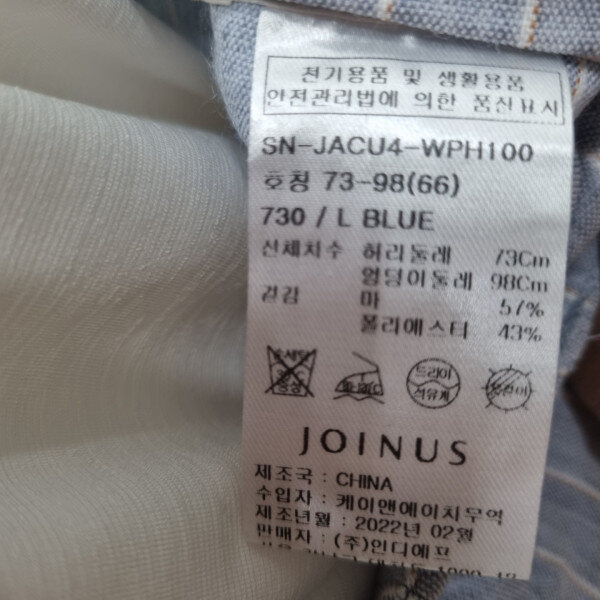 전기용품 및 생활용품
안전관리법에 의한 품질표시
SN-JACU4-WPH100
호칭 73-98(66)
730 / L BLUE
신체치수 허리둘레 73Cm
엉덩이둘레 98Cm
겉감 마 57%
폴리에스터 43%
드라이
석유계
JOINUS
제조국 : CHINA
수입자 : 케이앤에이치무역
제조년월 : 2022년 02월
판매자 : (주)인디에프